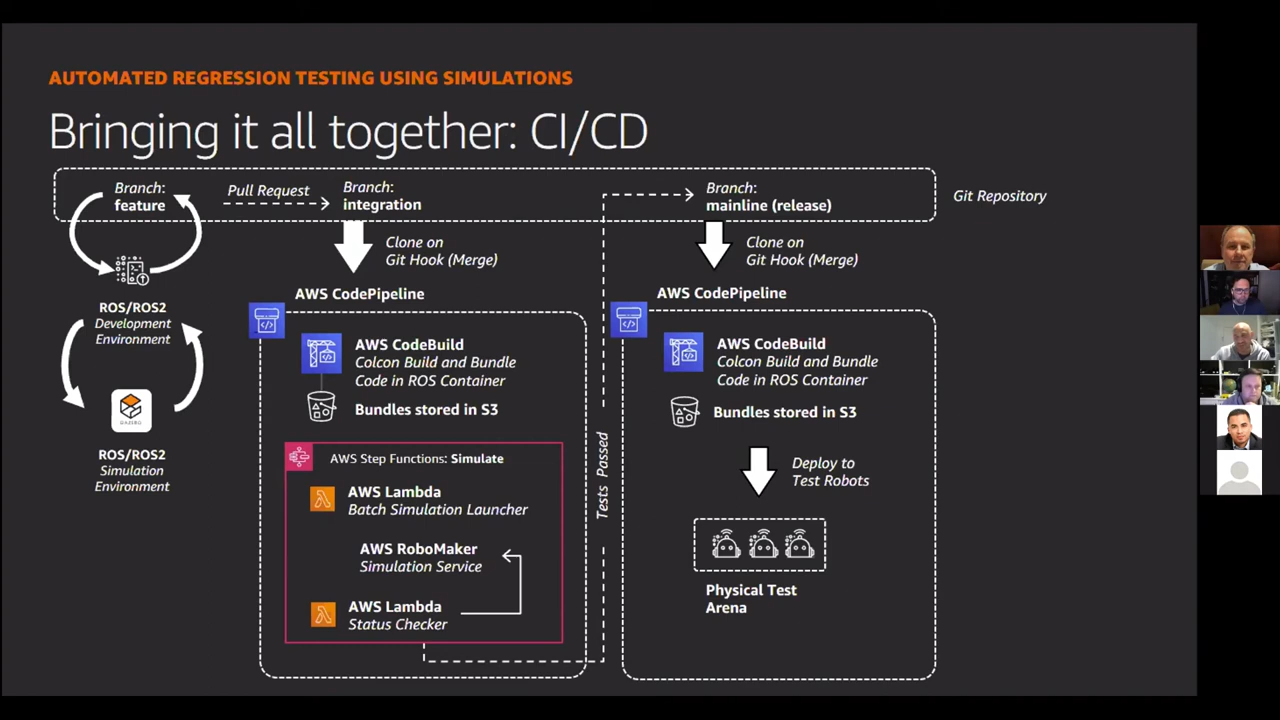 AUTOMATED REGRESSION TESTING USING SIMULATIONS
Bringing it all together: CI/CD
Branch:
feature
Pull Request
Branch:
integration
Branch:
mainline (release)
Git Repository
Clone on
Git Hook (Merge)
Clone on
Git Hook (Merge)
ROS/ROS2
Development
Environment
GAZEBO
ROS/ROS2
Simulation
Environment
AWS CodePipeline
AWS CodeBuild
Colcon Build and Bundle
Code in ROS Container
Bundles stored in S3
AWS Step Functions: Simulate
AWS Lambda
Batch Simulation Launcher
AWS RoboMaker
Simulation Service
AWS Lambda
Status Checker
Tests Passed
AWS CodePipeline
AWS CodeBuild
Colcon Build and Bundle
Code in ROS Container
Bundles stored in S3
Deploy to
Test Robots
Physical Test
Arena